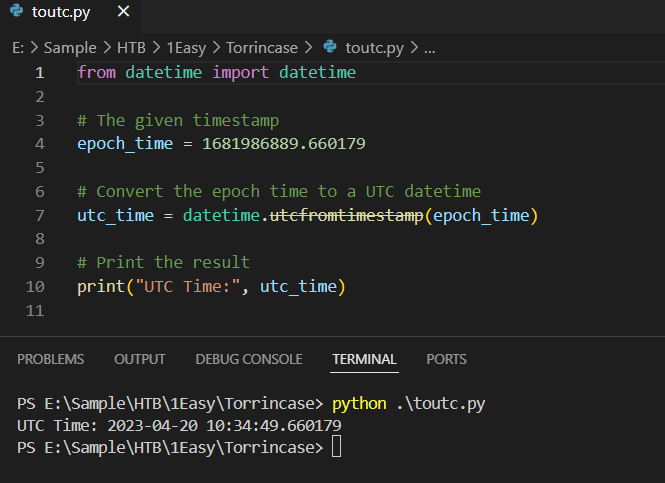 toutc.py ×
E: > Sample > HTB > 1Easy > Torrincase > toutc.py > ...
1 from datetime import datetime
2
3 # The given timestamp
4 epoch_time = 1681986889.660179
5
6 # Convert the epoch time to a UTC datetime
7 utc_time = datetime.utcfromtimestamp(epoch_time)
8
9 # Print the result
10 print("UTC Time:", utc_time)
11
PROBLEMS OUTPUT DEBUG CONSOLE TERMINAL PORTS
PS E:\Sample\HTB\1Easy\Torrincase> python .\toutc.py
UTC Time: 2023-04-20 10:34:49.660179
PS E:\Sample\HTB\1Easy\Torrincase>